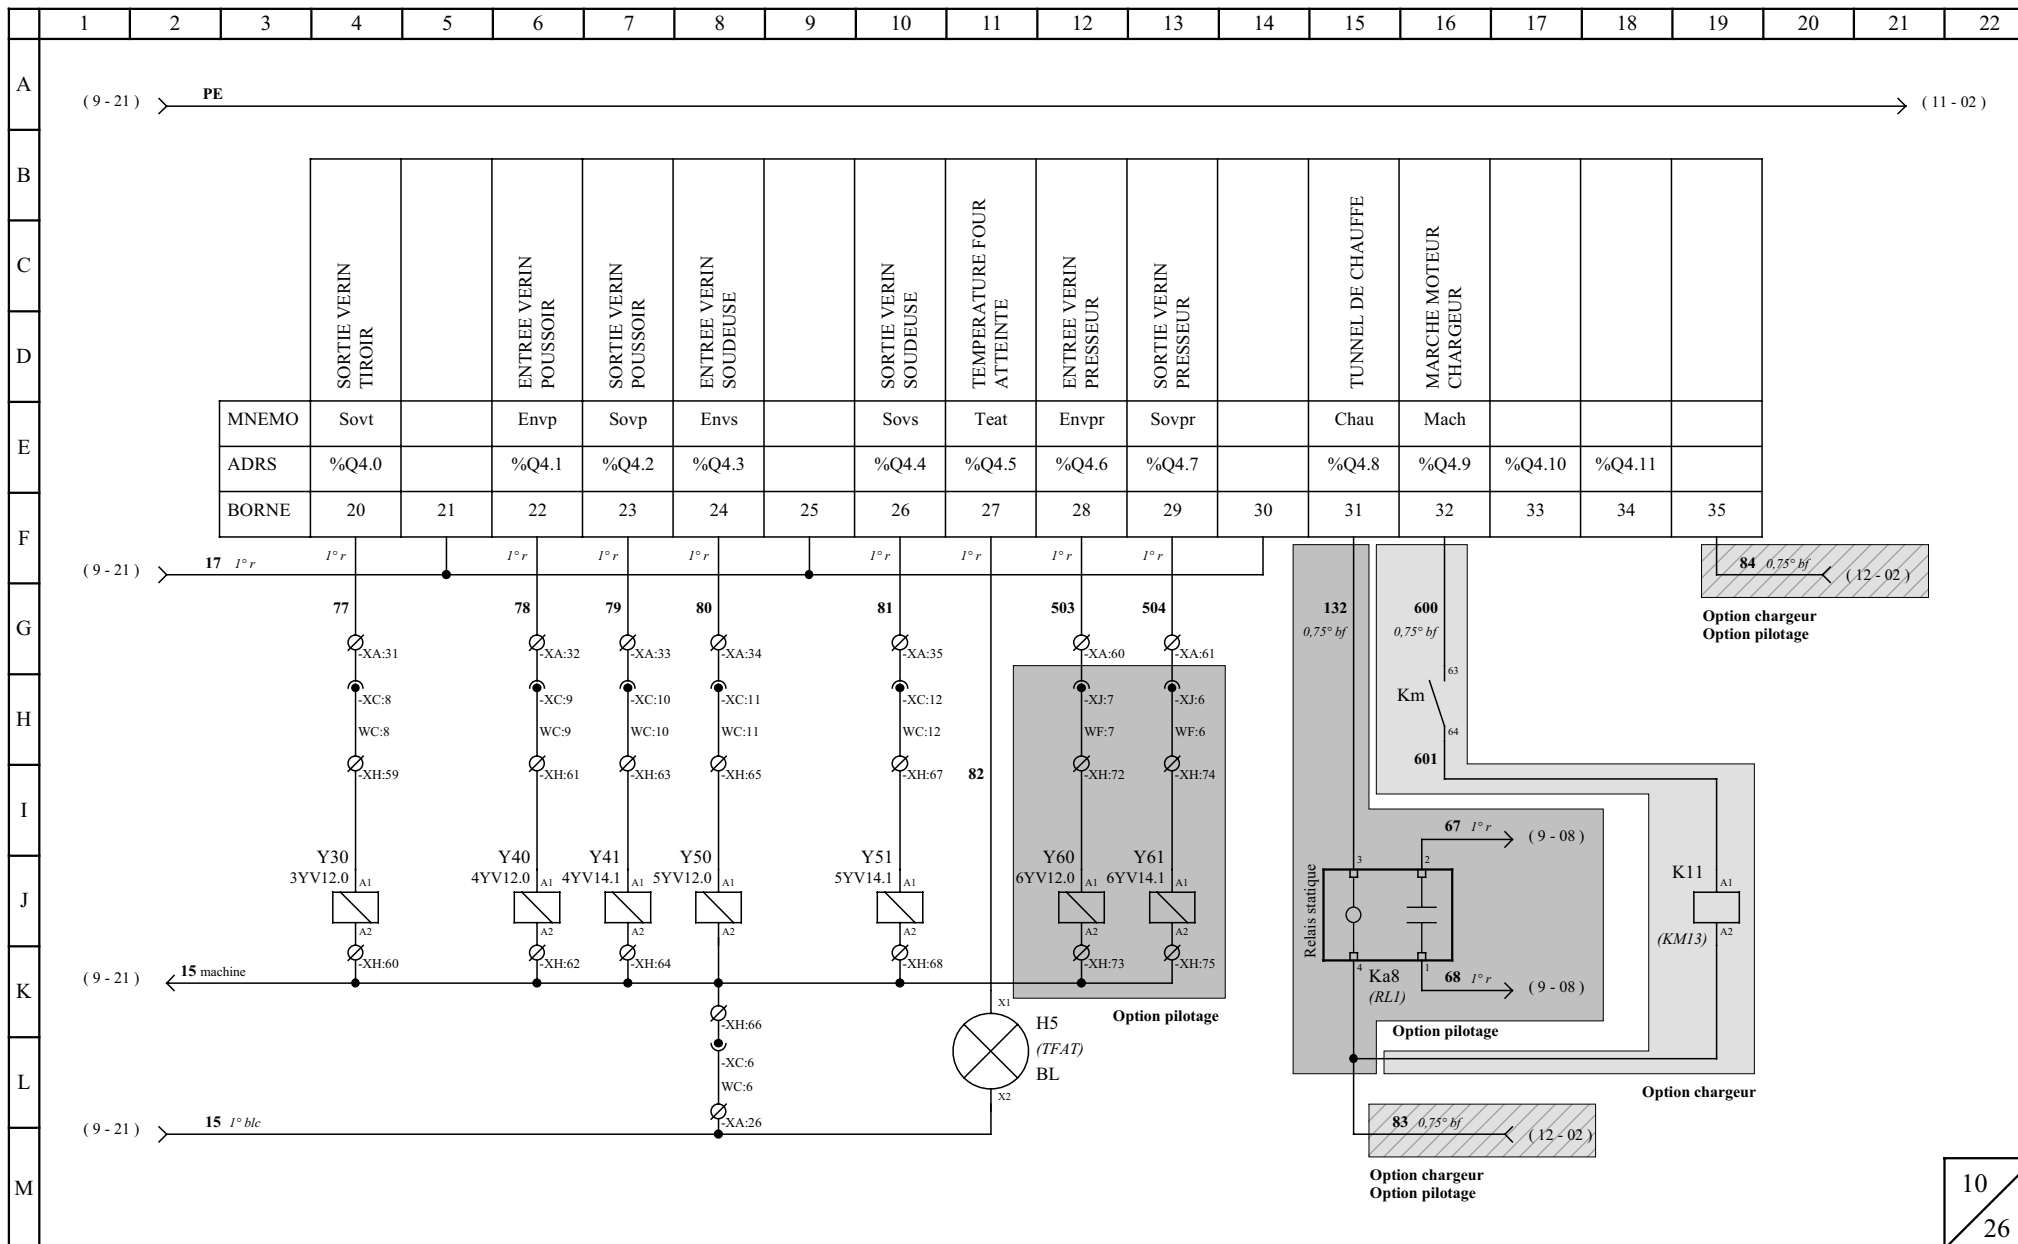 1 2 3 4 5 6 7 8 9 10 11 12 13 14 15 16 17 18 19 20 21 22
A
( 9 - 21 ) PE ( 11 - 02 )
B
C
D
SORTIE VERIN
TIROIR
ENTREE VERIN
POUSSOIR
SORTIE VERIN
POUSSOIR
ENTREE VERIN
SOUDEUSE
SORTIE VERIN
SOUDEUSE
TEMPERATURE FOUR
ATTEINTE
ENTREE VERIN
PRESSEUR
SORTIE VERIN
PRESSEUR
TUNNEL DE CHAUFFE
MARCHE MOTEUR
CHARGEUR
E
MNEMO Sovt Envp Sovp Envs Sovs Teat Envpr Sovpr Chau Mach
ADRS %Q4.0 %Q4.1 %Q4.2 %Q4.3 %Q4.4 %Q4.5 %Q4.6 %Q4.7 %Q4.8 %Q4.9 %Q4.10 %Q4.11
BORNE 20 21 22 23 24 25 26 27 28 29 30 31 32 33 34 35
F
( 9 - 21 ) 17 1° r 1° r 1° r 1° r 1° r 1° r 1° r 1° r 1° r 84 0,75° bf ( 12 - 02 )
G
77 78 79 80 81 503 504 132 600
0,75° bf 0,75° bf
Option chargeur
Option pilotage
-XA:31 -XA:32 -XA:33 -XA:34 -XA:35 -XA:60 -XA:61
63
H
-XC:8 -XC:9 -XC:10 -XC:11 -XC:12 -XJ:7 -XJ:6 Km
WC:8 WC:9 WC:10 WC:11 WC:12 WF:7 WF:6 64
601
-XH:59 -XH:61 -XH:63 -XH:65 -XH:67 82 -XH:72 -XH:74
I
67 1° r ( 9 - 08 )
Y30 Y40 Y41 Y50 Y51 Y60 Y61 3 2
3YV12.0 4YV12.0 4YV14.1 5YV12.0 5YV14.1 6YV12.0 6YV14.1 K11
A1 A1 A1 A1 A1 A1 A1 A1
J
Relais statique
A2 A2 A2 A2 A2 A2 A2 A2
(KM13)
-XH:60 -XH:62 -XH:64 -XH:68 -XH:73 -XH:75
4 1
K
( 9 - 21 ) 15 machine Ka8 68 1° r ( 9 - 08 )
(RL1)
X1
Option pilotage
-XH:66 H5 Option pilotage
(TFAT)
-XC:6 BL
L
WC:6 X2 Option chargeur
-XA:26
( 9 - 21 ) 15 1° blc 83 0,75° bf ( 12 - 02 )
M
Option chargeur
Option pilotage
10
26